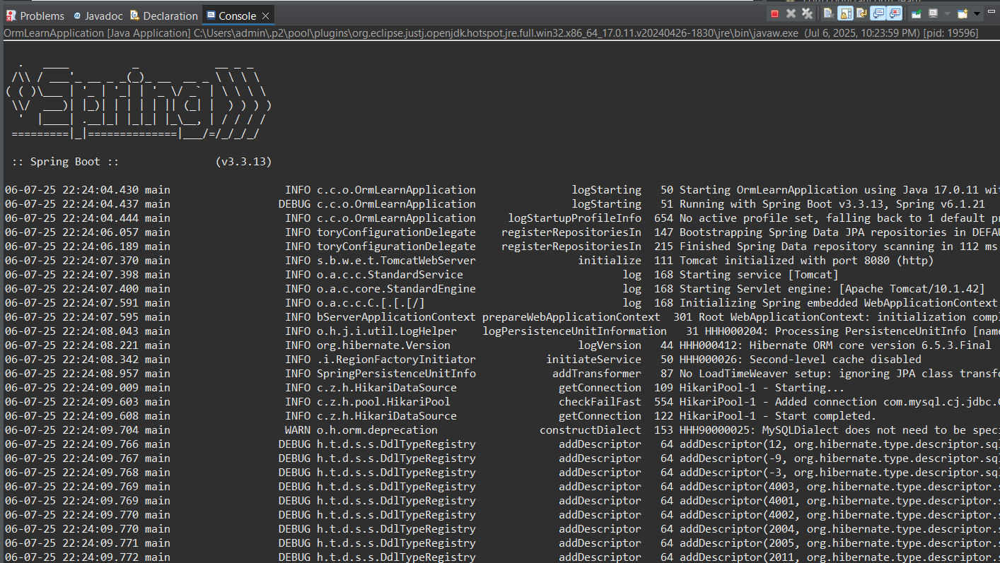 Problems Javadoc Declaration Console
OrmLearnApplication [Java Application] C:\Users\admin\.p2\pool\plugins\org.eclipse.justj.openjdk.hotspot.jre.full.win32.x86_64_17.0.11.v20240426-1830\jre\bin\javaw.exe (Jul 6, 2025, 10:23:59 PM) [pid: 19596]
  .   ____          _            __ _ _
 /\\ / ___'_ __ _ _(_)_ __  __ _ \ \ \ \
( ( )\___ | '_ | '_| | '_ \/ _` | \ \ \ \
 \\/  ___)| |_)| | | | | || (_| |  ) ) ) )
  '  |____| .__|_| |_|_| |_\__, | / / / /
 =========|_|==============|___/=/_/_/_/
 :: Spring Boot ::                (v3.3.13)
06-07-25 22:24:04.430 main INFO c.c.o.OrmLearnApplication logStarting 50 Starting OrmLearnApplication using Java 17.0.11 wit
06-07-25 22:24:04.437 main DEBUG c.c.o.OrmLearnApplication logStarting 51 Running with Spring Boot v3.3.13, Spring v6.1.21
06-07-25 22:24:04.444 main INFO c.c.o.OrmLearnApplication logStartupProfileInfo 654 No active profile set, falling back to 1 default pr
06-07-25 22:24:06.057 main INFO toryConfigurationDelegate registerRepositoriesIn 147 Bootstrapping Spring Data JPA repositories in DEFAU
06-07-25 22:24:06.189 main INFO toryConfigurationDelegate registerRepositoriesIn 215 Finished Spring Data repository scanning in 112 ms
06-07-25 22:24:07.370 main INFO s.b.w.e.t.TomcatWebServer initialize 111 Tomcat initialized with port 8080 (http)
06-07-25 22:24:07.398 main INFO o.a.c.c.StandardService log 168 Starting service [Tomcat]
06-07-25 22:24:07.400 main INFO o.a.c.core.StandardEngine log 168 Starting Servlet engine: [Apache Tomcat/10.1.42]
06-07-25 22:24:07.591 main INFO o.a.c.c.C.[.[.[/] log 168 Initializing Spring embedded WebApplicationContext
06-07-25 22:24:07.595 main INFO bServerApplicationContext prepareWebApplicationContext 301 Root WebApplicationContext: initialization compl
06-07-25 22:24:08.043 main INFO o.h.j.i.util.LogHelper logPersistenceUnitInformation 31 HHH000204: Processing PersistenceUnitInfo [name
06-07-25 22:24:08.221 main INFO org.hibernate.Version logVersion 44 HHH000412: Hibernate ORM core version 6.5.3.Final
06-07-25 22:24:08.342 main INFO .i.RegionFactoryInitiator initiateService 50 HHH000026: Second-level cache disabled
06-07-25 22:24:08.957 main INFO SpringPersistenceUnitInfo addTransformer 87 No LoadTimeWeaver setup: ignoring JPA class transfo
06-07-25 22:24:09.009 main INFO c.z.h.HikariDataSource getConnection 109 HikariPool-1 - Starting...
06-07-25 22:24:09.603 main INFO c.z.h.pool.HikariPool checkFailFast 554 HikariPool-1 - Added connection com.mysql.cj.jdbc.C
06-07-25 22:24:09.608 main INFO c.z.h.HikariDataSource getConnection 122 HikariPool-1 - Start completed.
06-07-25 22:24:09.704 main WARN o.h.orm.deprecation constructDialect 153 HHH90000025: MySQLDialect does not need to be speci
06-07-25 22:24:09.766 main DEBUG h.t.d.s.s.DdlTypeRegistry addDescriptor 64 addDescriptor(12, org.hibernate.type.descriptor.sql
06-07-25 22:24:09.767 main DEBUG h.t.d.s.s.DdlTypeRegistry addDescriptor 64 addDescriptor(-9, org.hibernate.type.descriptor.sql
06-07-25 22:24:09.768 main DEBUG h.t.d.s.s.DdlTypeRegistry addDescriptor 64 addDescriptor(-3, org.hibernate.type.descriptor.sql
06-07-25 22:24:09.769 main DEBUG h.t.d.s.s.DdlTypeRegistry addDescriptor 64 addDescriptor(4003, org.hibernate.type.descriptor.s
06-07-25 22:24:09.769 main DEBUG h.t.d.s.s.DdlTypeRegistry addDescriptor 64 addDescriptor(4001, org.hibernate.type.descriptor.s
06-07-25 22:24:09.770 main DEBUG h.t.d.s.s.DdlTypeRegistry addDescriptor 64 addDescriptor(4002, org.hibernate.type.descriptor.s
06-07-25 22:24:09.770 main DEBUG h.t.d.s.s.DdlTypeRegistry addDescriptor 64 addDescriptor(2004, org.hibernate.type.descriptor.s
06-07-25 22:24:09.771 main DEBUG h.t.d.s.s.DdlTypeRegistry addDescriptor 64 addDescriptor(2005, org.hibernate.type.descriptor.s
06-07-25 22:24:09.772 main DEBUG h.t.d.s.s.DdlTypeRegistry addDescriptor 64 addDescriptor(2011, org.hibernate.type.descriptor.s